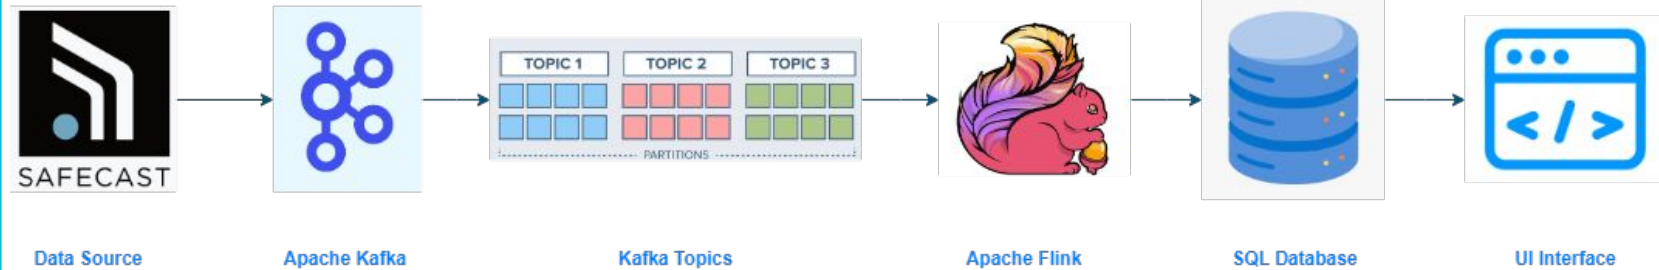 SAFECAST
TOPIC 1
TOPIC 2
TOPIC 3
PARTITIONS
</>
Data Source
Apache Kafka
Kafka Topics
Apache Flink
SQL Database
UI Interface